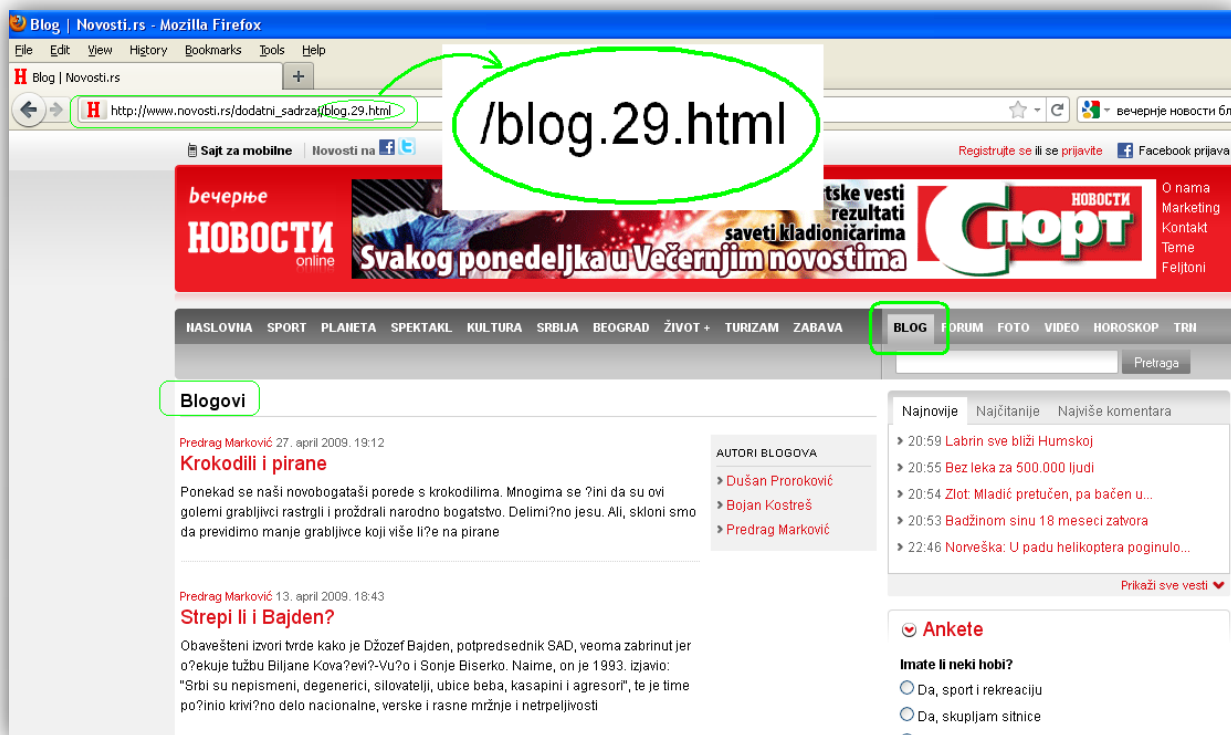 Blog | Novosti.rs - Mozilla Firefox
File Edit View History Bookmarks Tools Help
Blog | Novosti.rs
http://www.novosti.rs/dodatni_sadrzaj/blog.29.html
вечерње новости бл
/blog.29.html
Sajt za mobilne Novosti na
Registrujte se ili se prijavite Facebook prijava
вечерње
НОВОСТИ
online
tske vesti
rezultati
saveti kladioničarima
Svakog ponedeljka u Večernjim novostima
НОВОСТИ
Спорт
O nama
Marketing
Kontakt
Teme
Feljtoni
NASLOVNA SPORT PLANETA SPEKTAKL KULTURA SRBIJA BEOGRAD ŽIVOT + TURIZAM ZABAVA BLOG FORUM FOTO VIDEO HOROSKOP TRN
Pretraga
Blogovi
Predrag Marković 27. april 2009. 19:12
Krokodili i pirane
Ponekad se naši novobogataši porede s krokodilima. Mnogima se ?ini da su ovi
golemi grabljivci rastrgli i proždrali narodno bogatstvo. Delimi?no jesu. Ali, skloni smo
da previdimo manje grabljivce koji više li?e na pirane
Predrag Marković 13. april 2009. 18:43
Strepi li i Bajden?
Obavešteni izvori tvrde kako je Džozef Bajden, potpredsednik SAD, veoma zabrinut jer
o?ekuje tužbu Biljane Kova?evi?-Vu?o i Sonje Biserko. Naime, on je 1993. izjavio:
"Srbi su nepismeni, degenerici, silovatelji, ubice beba, kasapini i agresori", te je time
po?inio krivi?no delo nacionalne, verske i rasne mržnje i netrpeljivosti
AUTORI BLOGOVA
Dušan Proroković
Bojan Kostreš
Predrag Marković
Najnovije Najčitanije Najviše komentara
20:59 Labrin sve bliži Humskoj
20:55 Bez leka za 500.000 ljudi
20:54 Zlot: Mladić pretučen, pa bačen u...
20:53 Badžinom sinu 18 meseci zatvora
22:46 Norveška: U padu helikoptera poginulo...
Prikaži sve vesti
Ankete
Imate li neki hobi?
Da, sport i rekreaciju
Da, skupljam sitnice